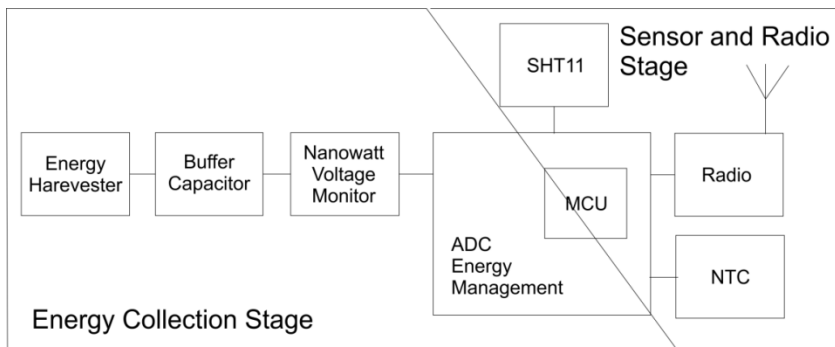 SHT11
Sensor and Radio
Stage
Energy
Harevester
Buffer
Capacitor
Nanowatt
Voltage
Monitor
MCU
ADC
Energy
Management
Radio
NTC
Energy Collection Stage